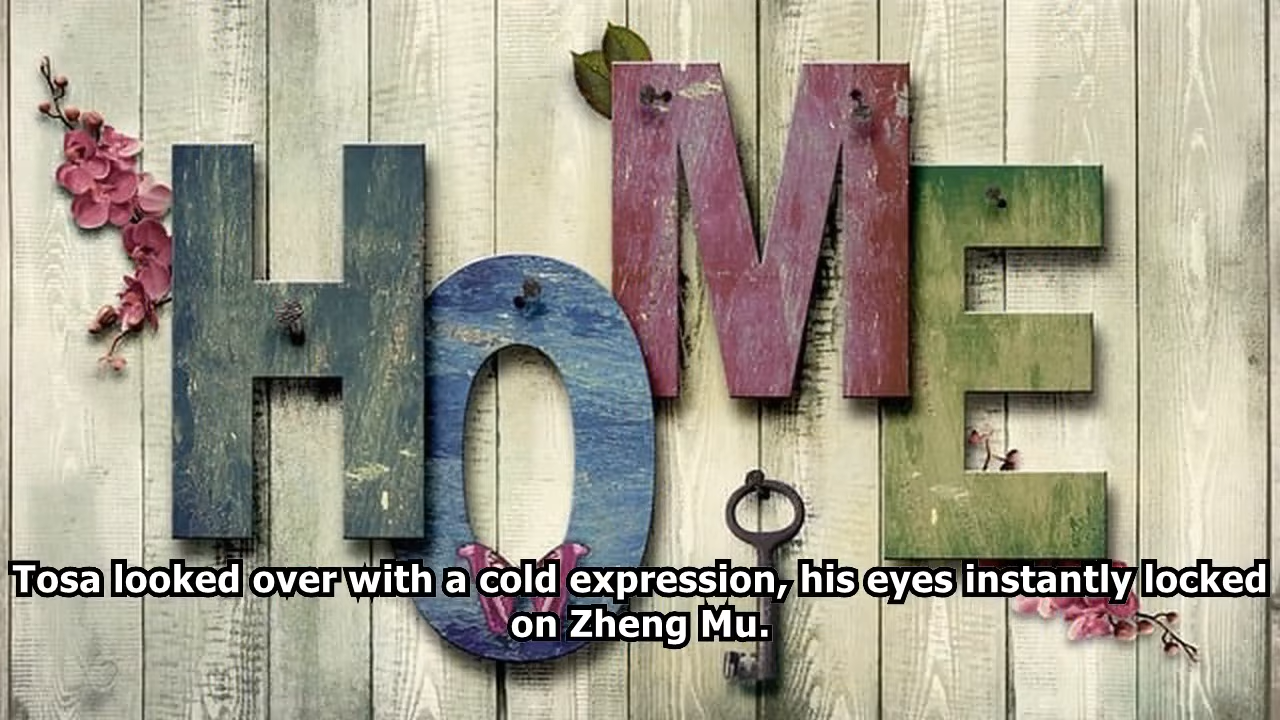 HOME
Tosa looked over with a cold expression, his eyes instantly locked
on Zheng Mu.